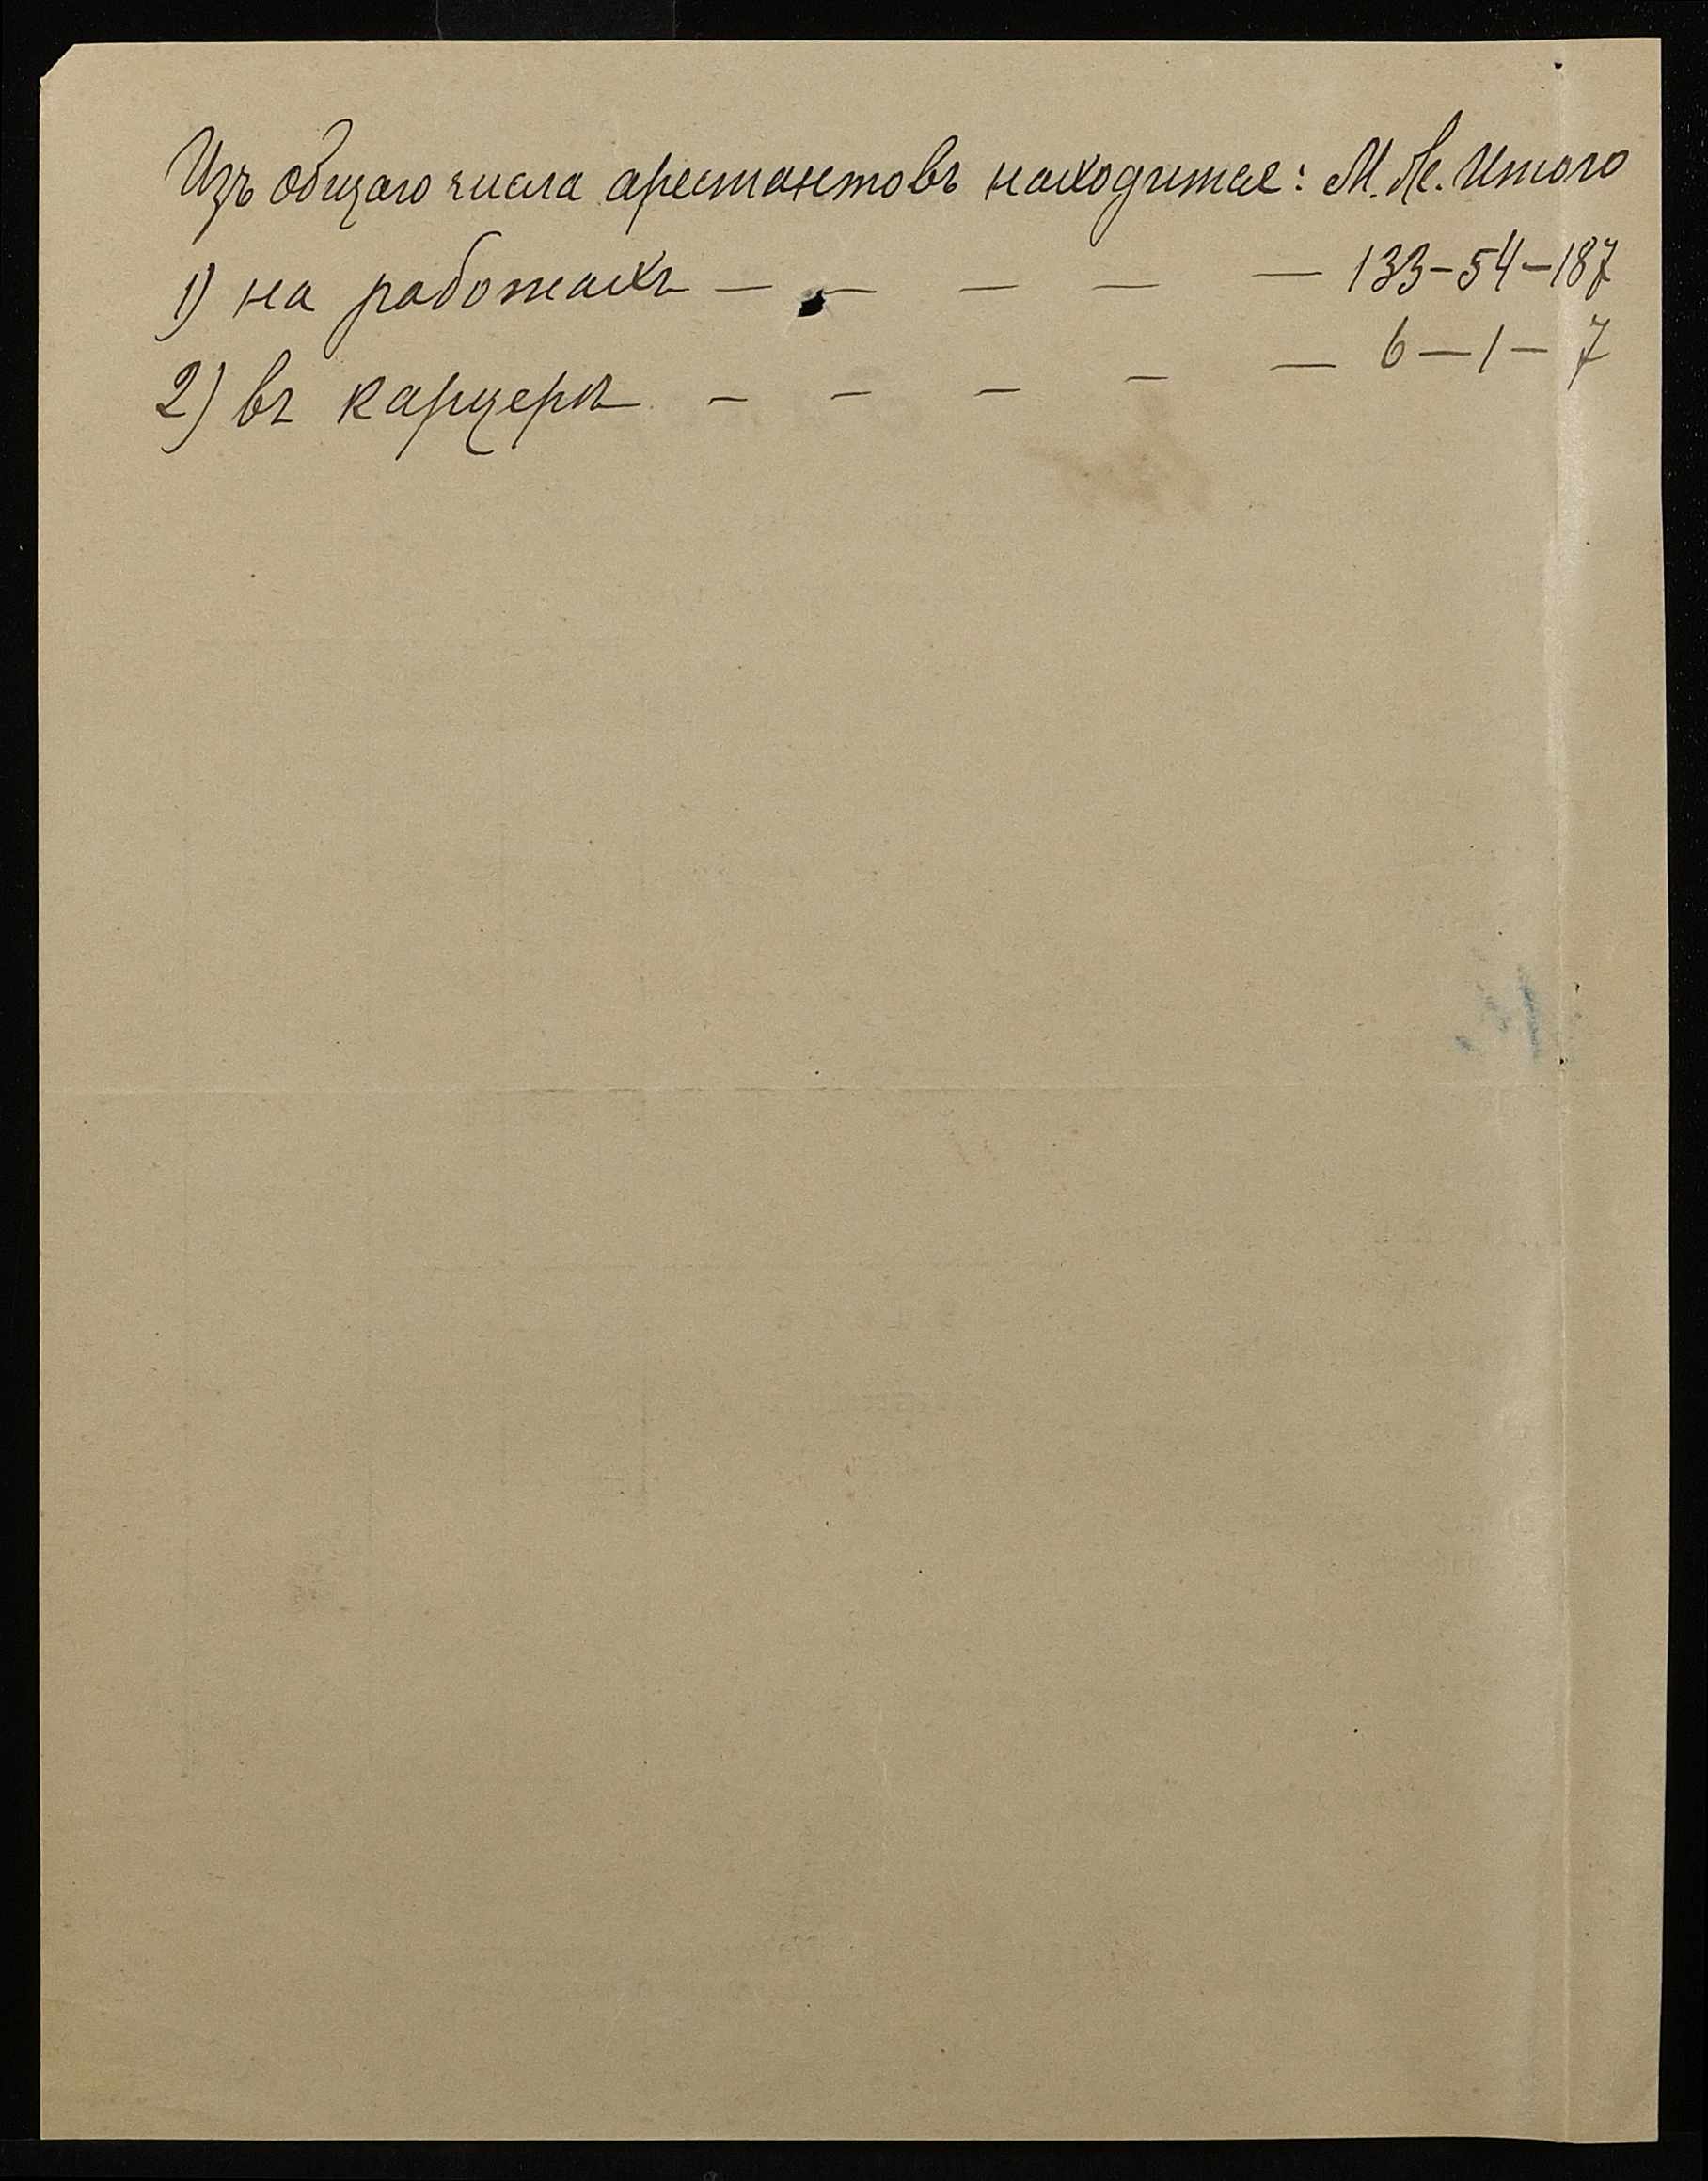 Изъ общаго числа арестантовъ находится: М. Ж. Итого
1) на работахъ — — — — — 133 — 54 — 187
2) въ карцерѣ — — — — — 6 — 1 — 7